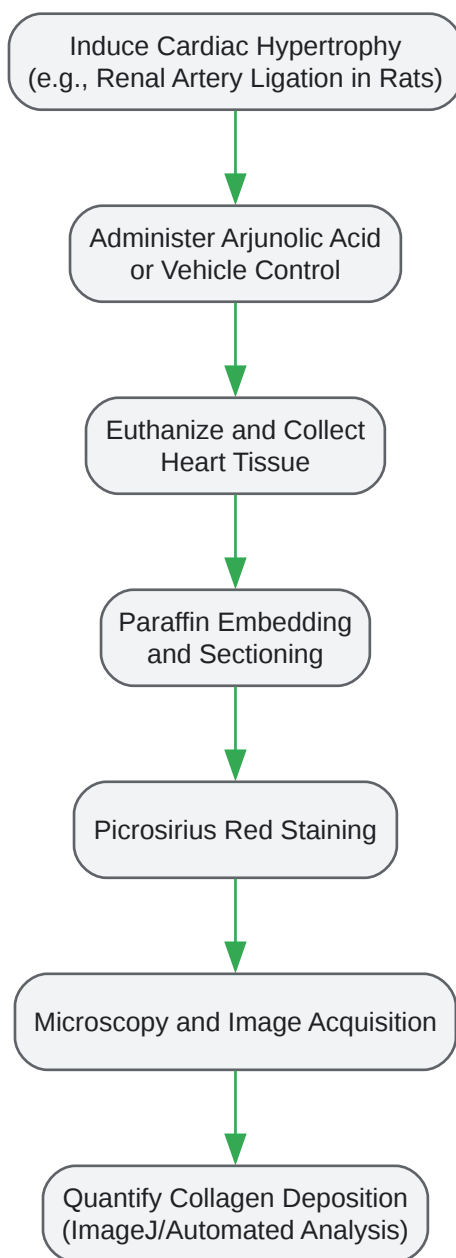 Induce Cardiac Hypertrophy
(e.g., Renal Artery Ligation in Rats)
Administer Arjunolic Acid
or Vehicle Control
Euthanize and Collect
Heart Tissue
Paraffin Embedding
and Sectioning
Picrosirius Red Staining
Microscopy and Image Acquisition
Quantify Collagen Deposition
(ImageJ/Automated Analysis)